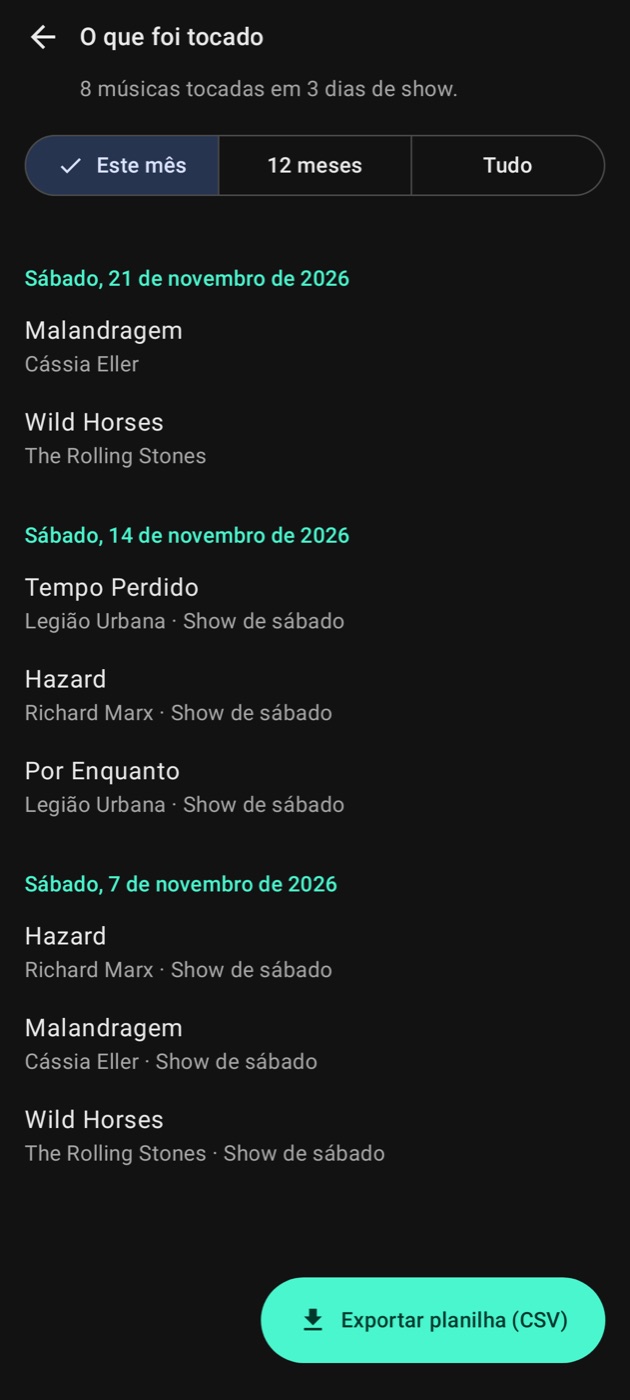 O que foi tocado
8 músicas tocadas em 3 dias de show.
Este mês
12 meses
Tudo
Sábado, 21 de novembro de 2026
Malandragem
Cássia Eller
Wild Horses
The Rolling Stones
Sábado, 14 de novembro de 2026
Tempo Perdido
Legião Urbana · Show de sábado
Hazard
Richard Marx · Show de sábado
Por Enquanto
Legião Urbana · Show de sábado
Sábado, 7 de novembro de 2026
Hazard
Richard Marx · Show de sábado
Malandragem
Cássia Eller · Show de sábado
Wild Horses
The Rolling Stones · Show de sábado
Exportar planilha (CSV)